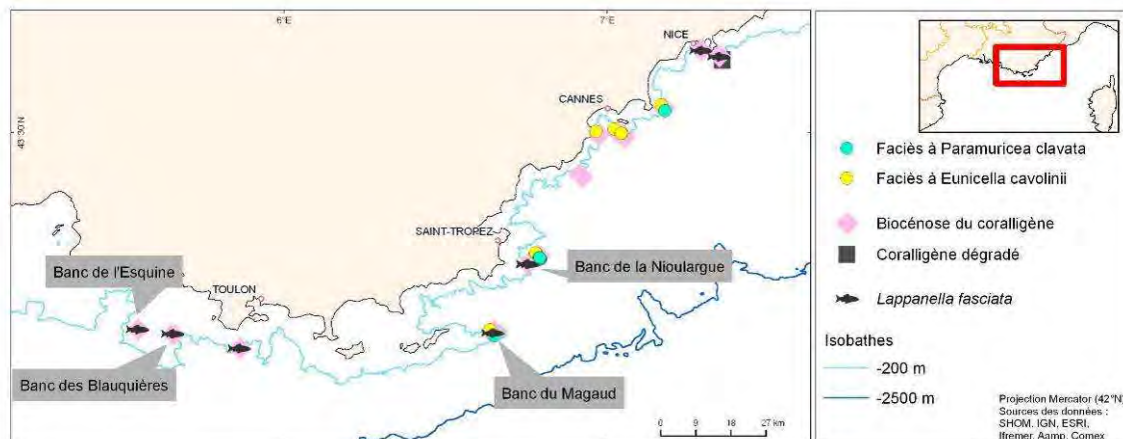 6°E
7°E
NICE
CANNES
43°30'N
SAINT-TROPEZ
Banc de l'Esquine
Banc de la Nioulargue
TOULON
Banc des Blauquières
Banc du Magaud
0 9 18 27 km
Faciès à Paramuricea clavata
Faciès à Eunicella cavolinii
Biocénose du coralligène
Coralligène dégradé
Lappanella fasciata
Isobathes
-200 m
-2500 m
Projection Mercator (42°N)
Sources des données :
SHOM, IGN, ESRI,
Ifremer, Aamp, Comex